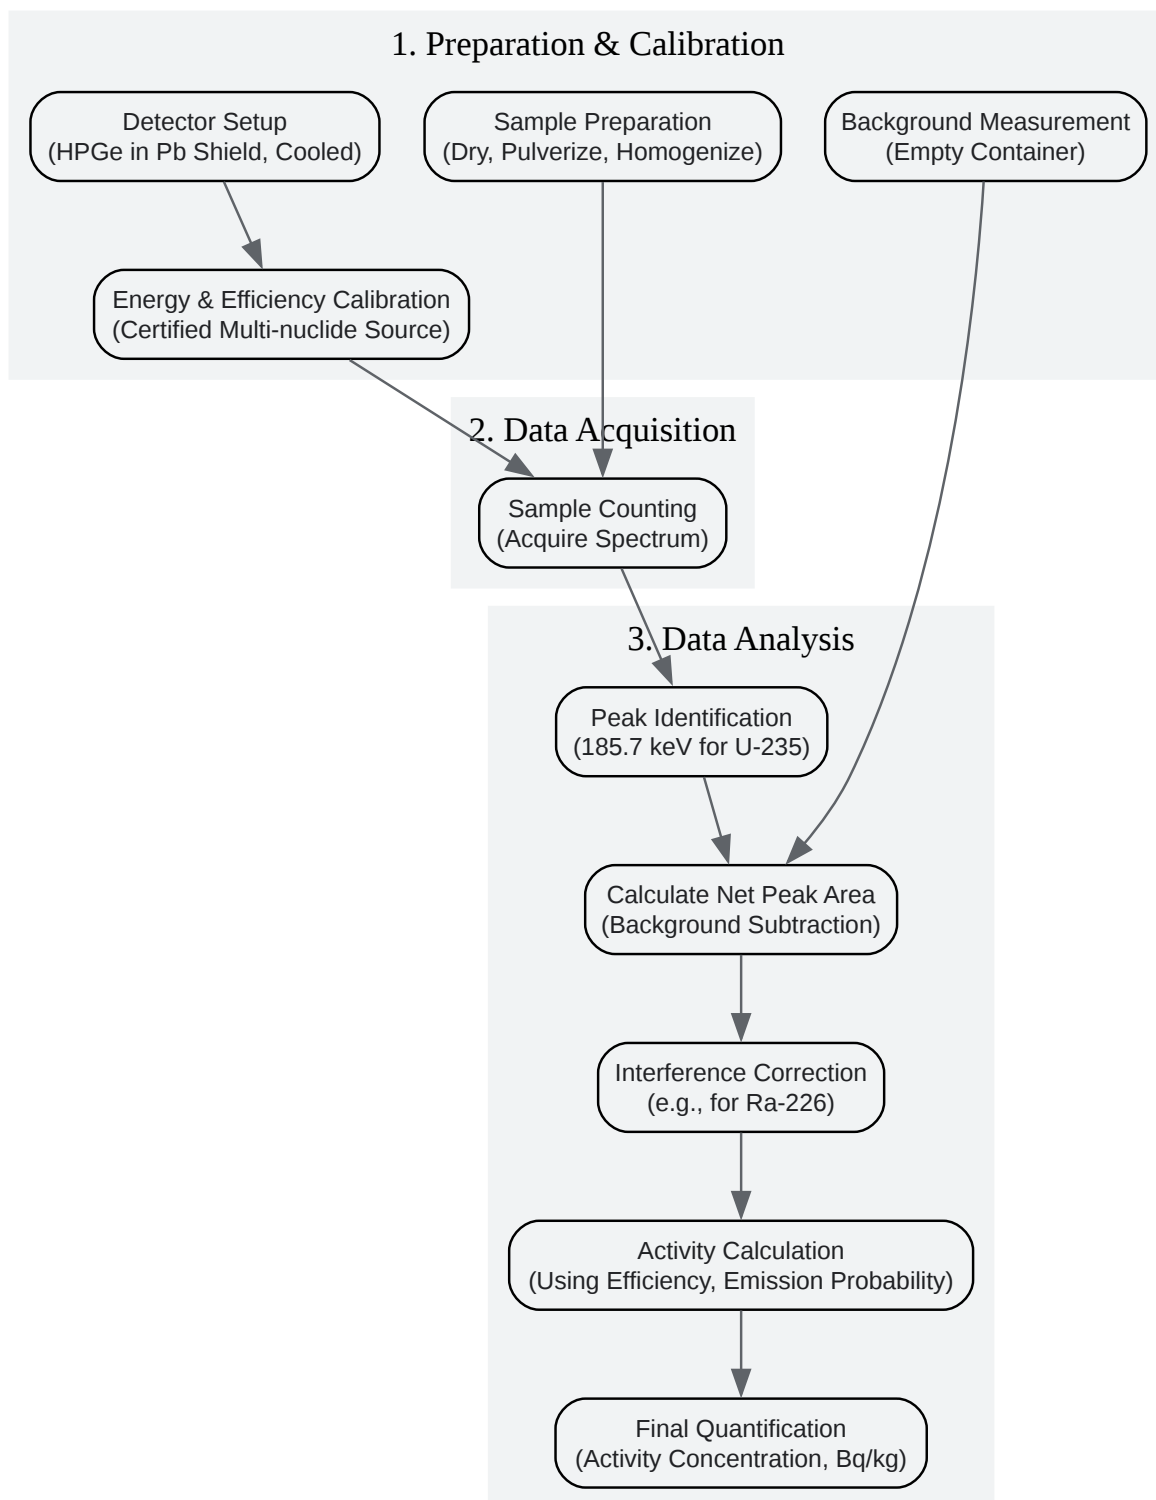 1. Preparation & Calibration
Detector Setup
(HPGe in Pb Shield, Cooled)
Sample Preparation
(Dry, Pulverize, Homogenize)
Background Measurement
(Empty Container)
Energy & Efficiency Calibration
(Certified Multi-nuclide Source)
2. Data Acquisition
Sample Counting
(Acquire Spectrum)
3. Data Analysis
Peak Identification
(185.7 keV for U-235)
Calculate Net Peak Area
(Background Subtraction)
Interference Correction
(e.g., for Ra-226)
Activity Calculation
(Using Efficiency, Emission Probability)
Final Quantification
(Activity Concentration, Bq/kg)